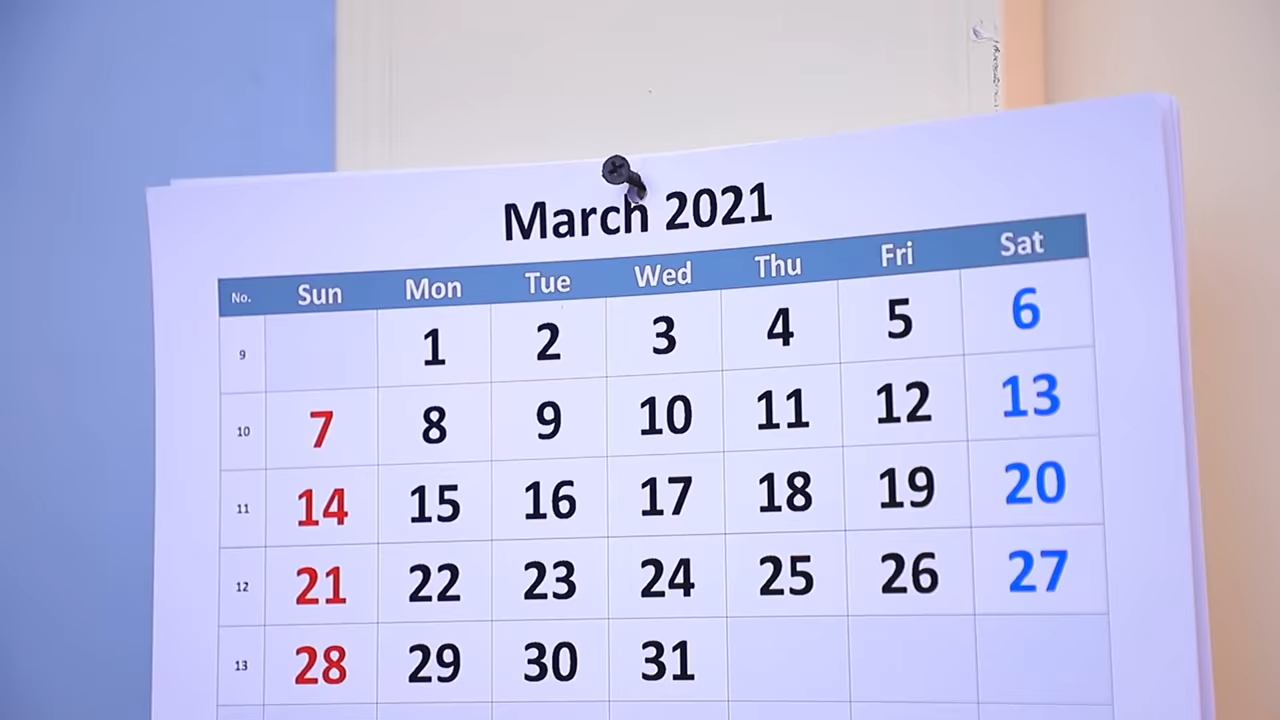 March 2021
No. Sun Mon Tue Wed Thu Fri Sat
9 1 2 3 4 5 6
10 7 8 9 10 11 12 13
11 14 15 16 17 18 19 20
12 21 22 23 24 25 26 27
13 28 29 30 31